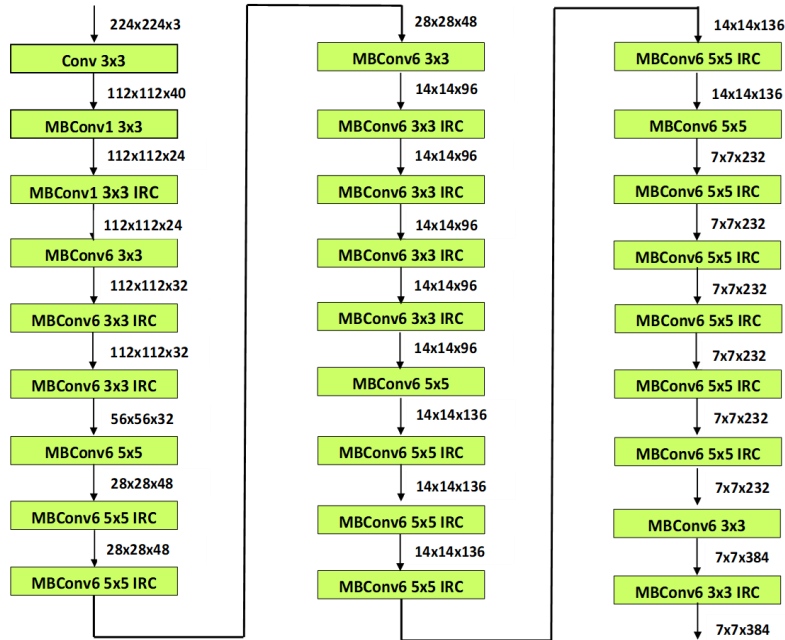 224x224x3
Conv 3x3
112x112x40
MBConv1 3x3
112x112x24
MBConv1 3x3 IRC
112x112x24
MBConv6 3x3
112x112x32
MBConv6 3x3 IRC
112x112x32
MBConv6 3x3 IRC
56x56x32
MBConv6 5x5
28x28x48
MBConv6 5x5 IRC
28x28x48
MBConv6 5x5 IRC
28x28x48
MBConv6 3x3
14x14x96
MBConv6 3x3 IRC
14x14x96
MBConv6 3x3 IRC
14x14x96
MBConv6 3x3 IRC
14x14x96
MBConv6 3x3 IRC
14x14x96
MBConv6 5x5
14x14x136
MBConv6 5x5 IRC
14x14x136
MBConv6 5x5 IRC
14x14x136
MBConv6 5x5 IRC
14x14x136
MBConv6 5x5 IRC
14x14x136
MBConv6 5x5
7x7x232
MBConv6 5x5 IRC
7x7x232
MBConv6 5x5 IRC
7x7x232
MBConv6 5x5 IRC
7x7x232
MBConv6 5x5 IRC
7x7x232
MBConv6 5x5 IRC
7x7x232
MBConv6 3x3
7x7x384
MBConv6 3x3 IRC
7x7x384